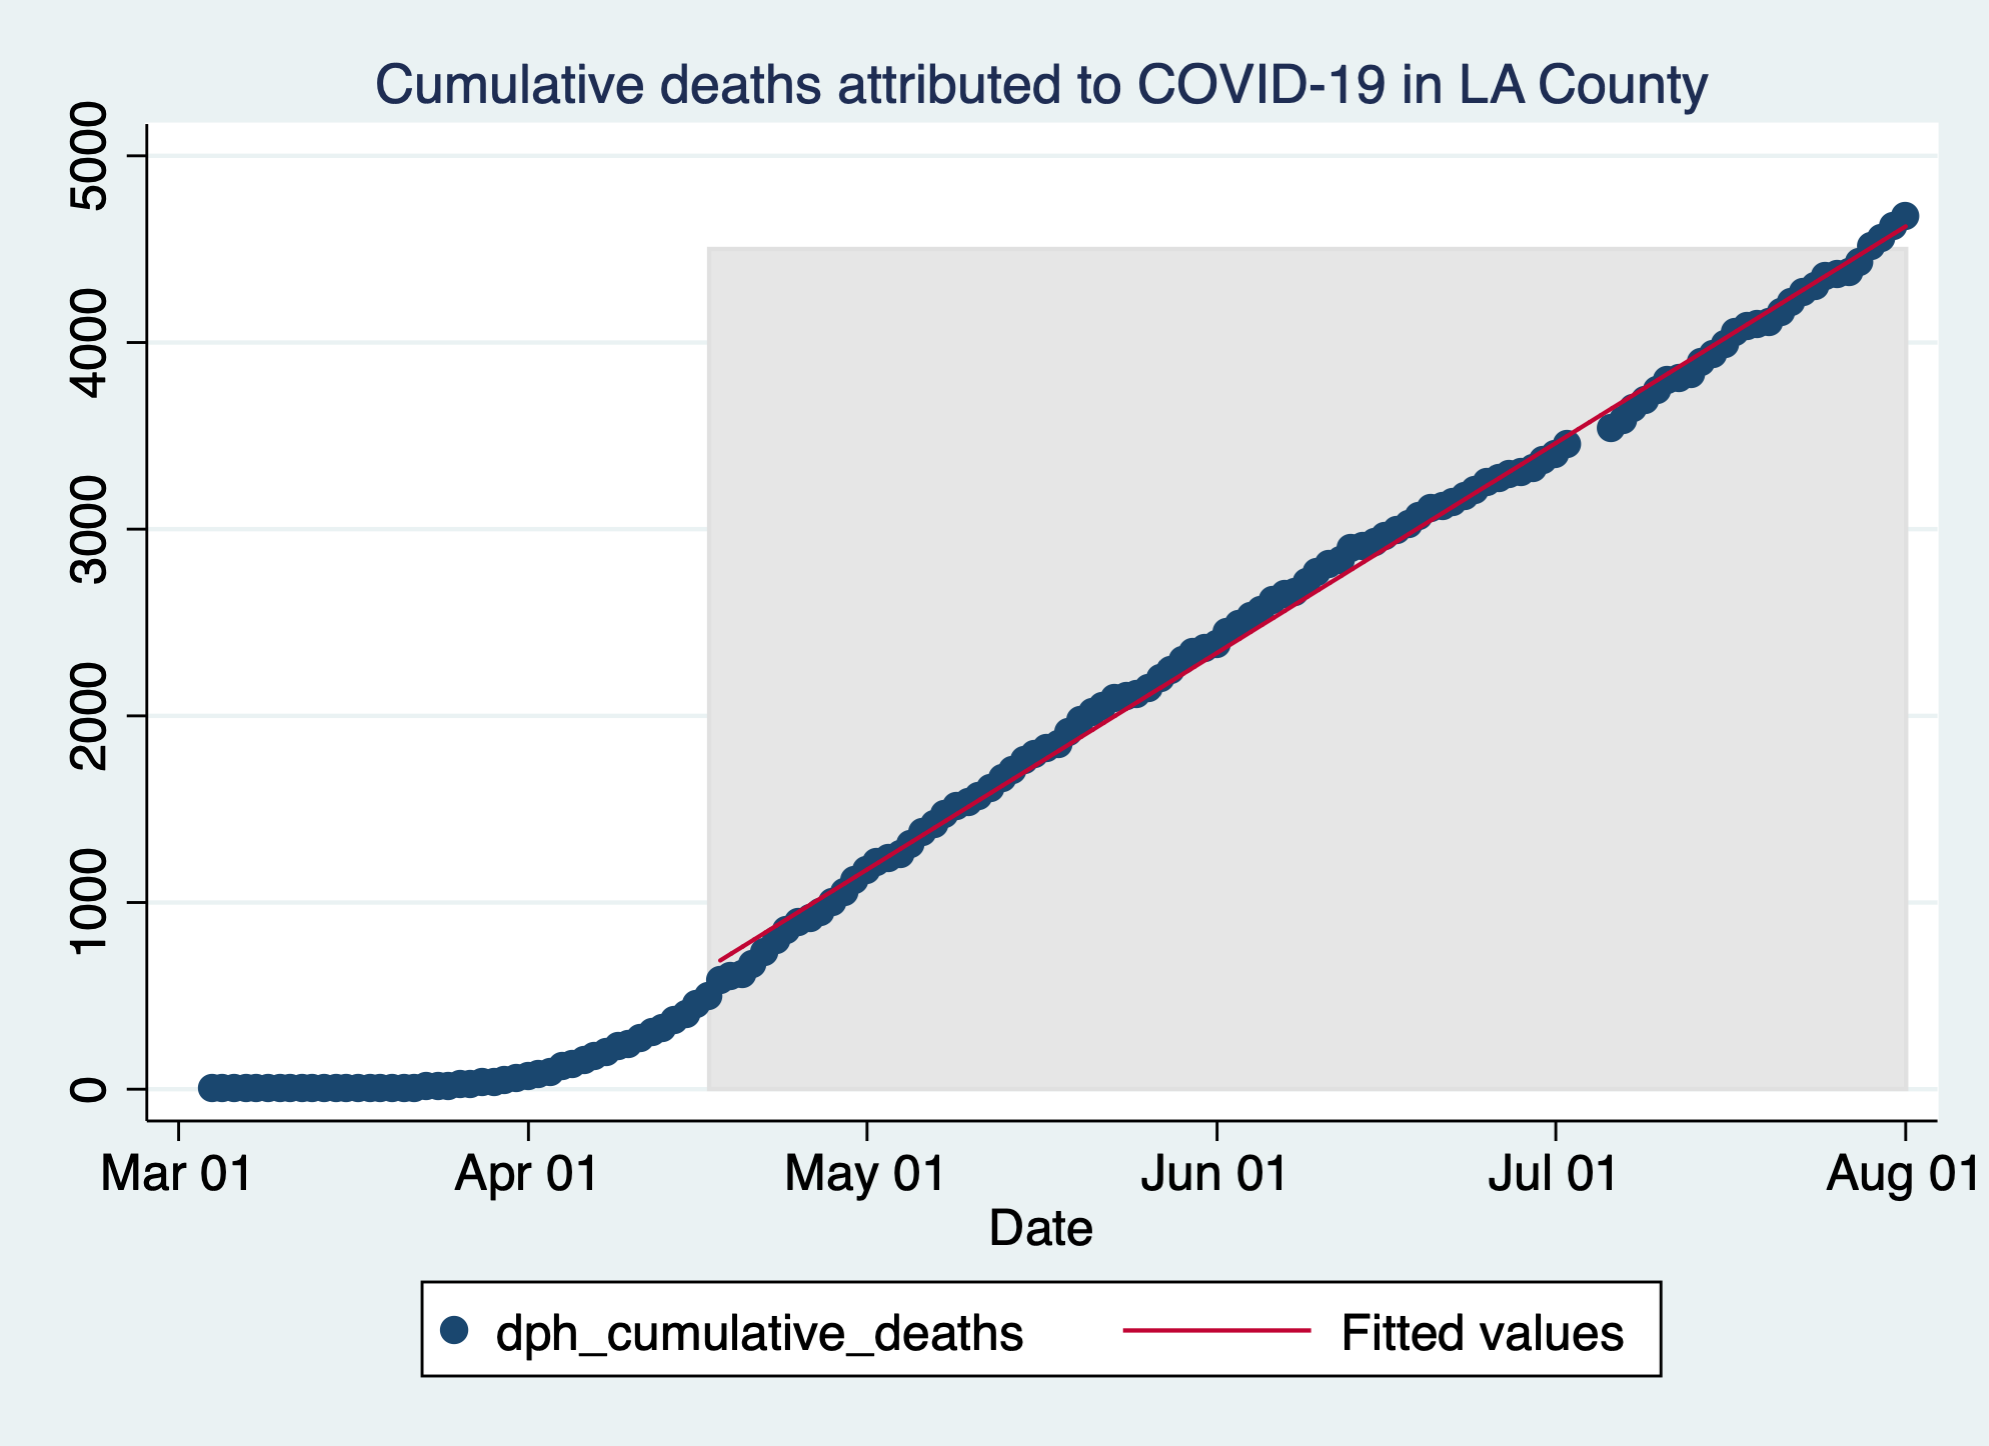 Cumulative deaths attributed to COVID-19 in LA County
5000
4000
3000
2000
1000
0
Mar 01 Apr 01 May 01 Jun 01 Jul 01 Aug 01
Date
dph_cumulative_deaths Fitted values